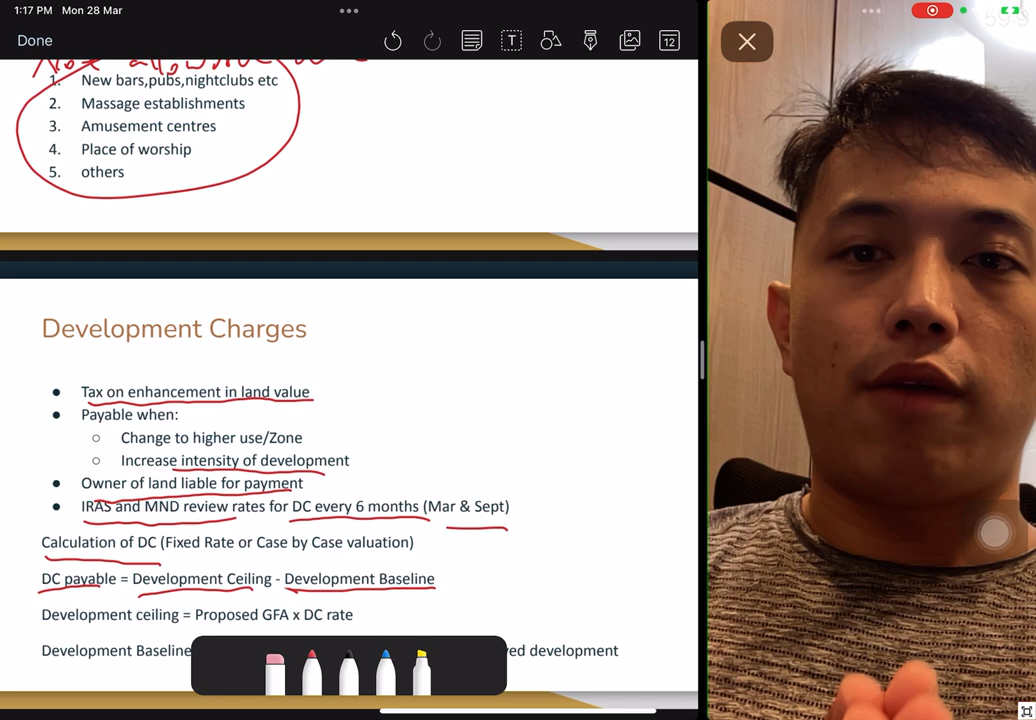 1:17 PM Mon 28 Mar
Done
T
12
Not allowed
1. New bars,pubs,nightclubs etc
2. Massage establishments
3. Amusement centres
4. Place of worship
5. others
Development Charges
● Tax on enhancement in land value
● Payable when:
○ Change to higher use/Zone
○ Increase intensity of development
● Owner of land liable for payment
● IRAS and MND review rates for DC every 6 months (Mar & Sept)
Calculation of DC (Fixed Rate or Case by Case valuation)
DC payable = Development Ceiling - Development Baseline
Development ceiling = Proposed GFA x DC rate
Development Baseline
development